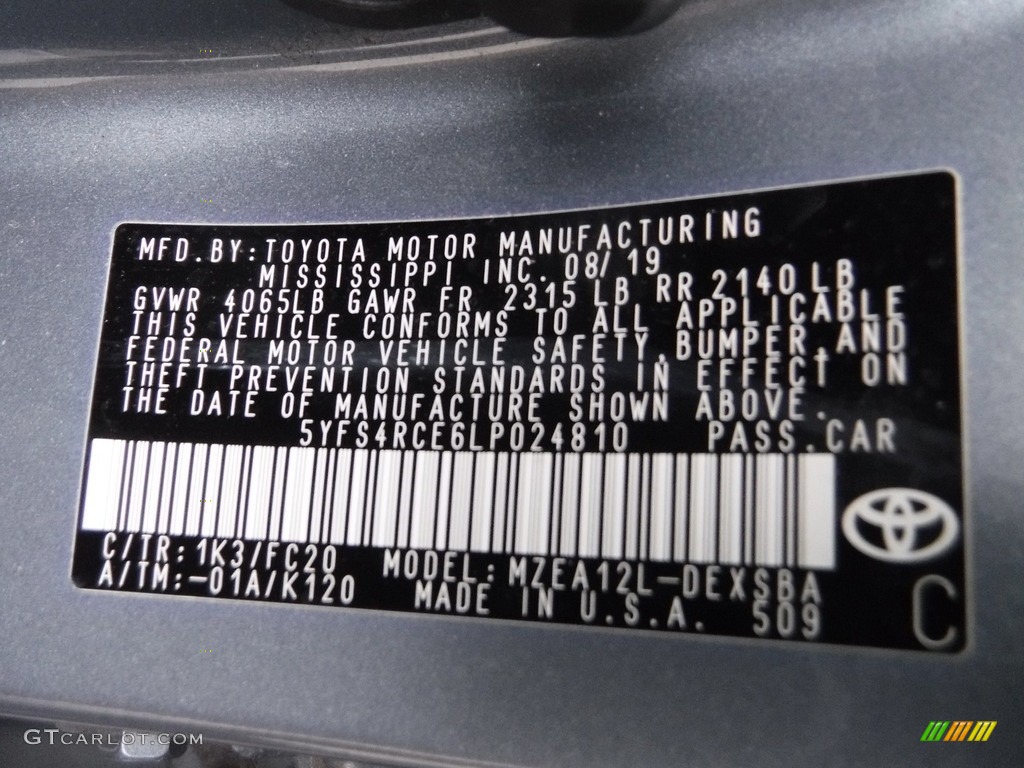 MFD.BY:TOYOTA MOTOR MANUFACTURING
MISSISSIPPI INC. 08/19
GVWR 4065LB GAWR FR 2315 LB RR 2140 LB
THIS VEHICLE CONFORMS TO ALL APPLICABLE
FEDERAL MOTOR VEHICLE SAFETY,BUMPER,AND
THEFT PREVENTION STANDARDS IN EFFECT ON
THE DATE OF MANUFACTURE SHOWN ABOVE.
5YFS4RCE6LP024810 PASS.CAR
C/TR:1K3/FC20 MODEL:MZEA12L-DEXSBA
A/TM:-01A/K120 MADE IN U.S.A. 509
C
GTCARLOT.COM